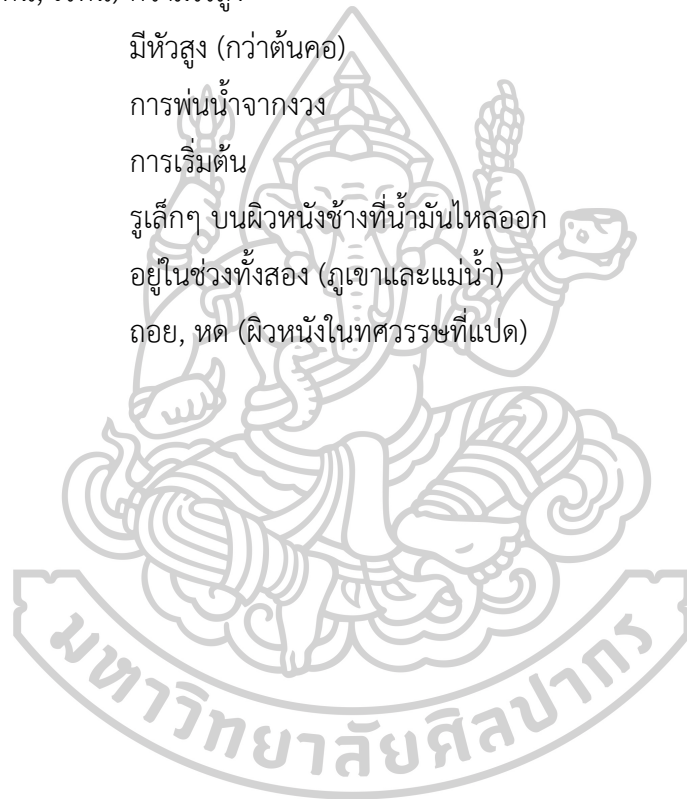 มีหัวสูง (กว่าต้นคอ)
การพ่นน้ำจากงวง
การเริ่มต้น
รูเล็กๆ บนผิวหนังช้างที่น้ำมันไหลออก
อยู่ในช่วงทั้งสอง (ภูเขาและแม่น้ำ)
ถอย, หด (ผิวหนังในทศวรรษที่แปด)
มหาวิทยาลัยศิลปากร